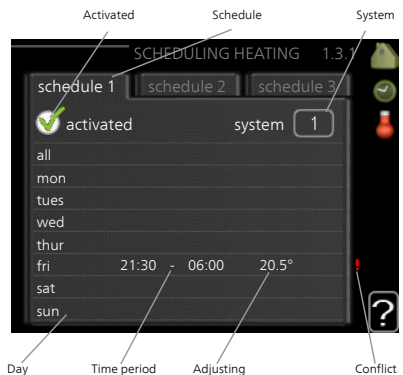 Activated Schedule System
SCHEDULING HEATING 1.3.1
schedule 1 schedule 2 schedule 3
activated system 1
all
mon
tues
wed
thur
fri 21:30 - 06:00 20.5° !
sat
sun
?
Day Time period Adjusting Conflict